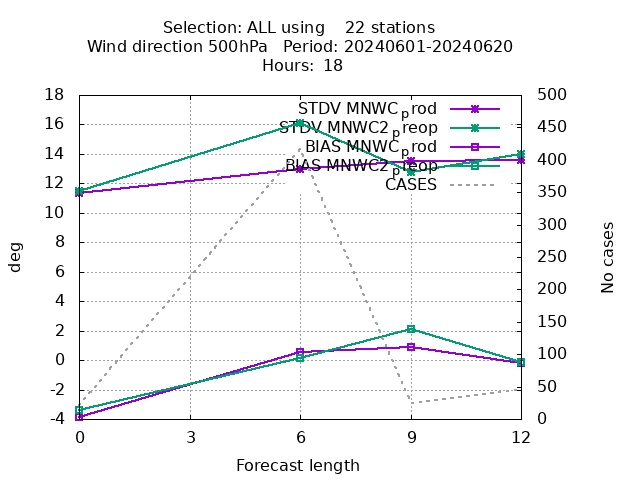 Selection: ALL using 22 stations
Wind direction 500hPa Period: 20240601-20240620
Hours: 18
STDV MNWC_prod
STDV MNWC2_preop
BIAS MNWC_prod
BIAS MNWC2_preop
CASES
18
16
14
12
10
8
6
4
2
0
-2
-4
deg
500
450
400
350
300
250
200
150
100
50
0
No cases
0 3 6 9 12
Forecast length